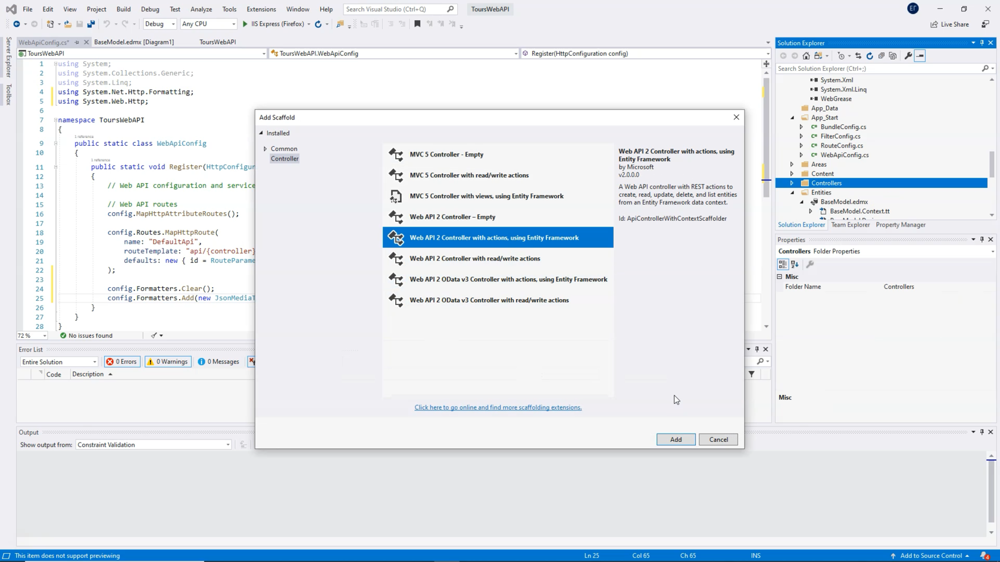 File Edit View Project Build Debug Test Analyze Tools Extensions Window Help Search Visual Studio (Ctrl+Q) ToursWebAPI ЕГ
Debug Any CPU IIS Express (Firefox) Live Share
Server Explorer
Toolbox
WebApiConfig.cs* BaseModel.edmx [Diagram1] ToursWebAPI
ToursWebAPI ToursWebAPI.WebApiConfig Register(HttpConfiguration config)
1 using System;
2 using System.Collections.Generic;
3 using System.Linq;
4 using System.Net.Http.Formatting;
5 using System.Web.Http;
6
7 namespace ToursWebAPI
8 {
1 reference
9 public static class WebApiConfig
10 {
1 reference
11 public static void Register(HttpConfigur
12 {
13 // Web API configuration and service
14
15 // Web API routes
16 config.MapHttpAttributeRoutes();
17
18 config.Routes.MapHttpRoute(
19 name: "DefaultApi",
20 routeTemplate: "api/{controller}
21 defaults: new { id = RouteParame
22 );
23
24 config.Formatters.Clear();
25 config.Formatters.Add(new JsonMediaT
26 }
27 }
28 }
72 % No issues found
Add Scaffold
Installed
Common
Controller
MVC 5 Controller - Empty
MVC 5 Controller with read/write actions
MVC 5 Controller with views, using Entity Framework
Web API 2 Controller – Empty
Web API 2 Controller with actions, using Entity Framework
Web API 2 Controller with read/write actions
Web API 2 OData v3 Controller with actions, using Entity Framework
Web API 2 OData v3 Controller with read/write actions
Web API 2 Controller with actions, using
Entity Framework
by Microsoft
v2.0.0.0
A Web API controller with REST actions to
create, read, update, delete, and list entities
from an Entity Framework data context.
Id: ApiControllerWithContextScaffolder
Click here to go online and find more scaffolding extensions.
Add Cancel
Solution Explorer
Search Solution Explorer (Ctrl+;)
System.Xml
System.Xml.Linq
WebGrease
App_Data
App_Start
BundleConfig.cs
FilterConfig.cs
RouteConfig.cs
WebApiConfig.cs
Areas
Content
Controllers
Entities
BaseModel.edmx
BaseModel.Context.tt
Solution Explorer Team Explorer Property Manager
Properties
Controllers Folder Properties
Misc
Folder Name Controllers
Misc
Error List
Entire Solution 0 Errors 0 Warnings 0 Messages
Code Description
Output
Show output from: Constraint Validation
This item does not support previewing Ln 25 Col 65 Ch 65 INS Add to Source Control 4